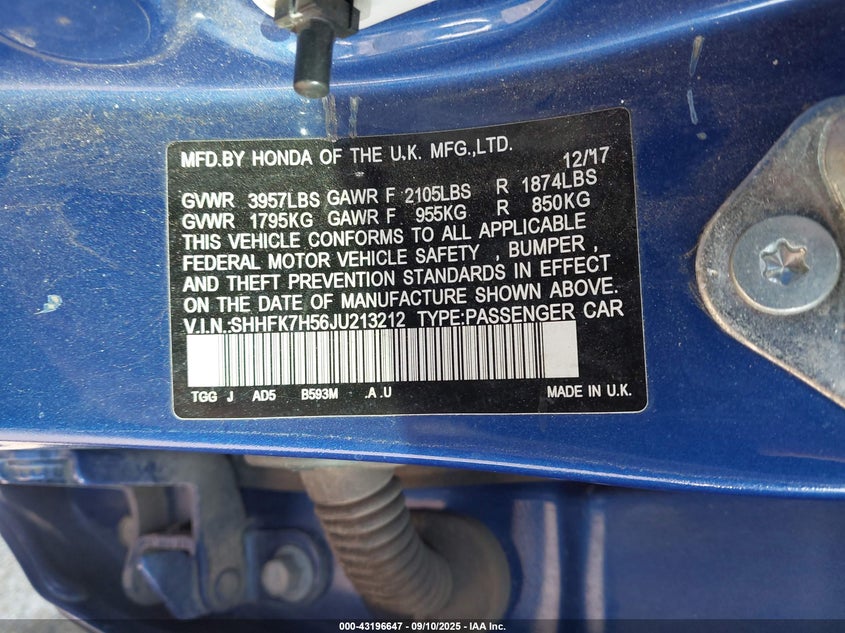 MFD.BY HONDA OF THE U.K. MFG.,LTD.
12/17
GVWR 3957LBS GAWR F 2105LBS R 1874LBS
GVWR 1795KG GAWR F 955KG R 850KG
THIS VEHICLE CONFORMS TO ALL APPLICABLE
FEDERAL MOTOR VEHICLE SAFETY , BUMPER ,
AND THEFT PREVENTION STANDARDS IN EFFECT
ON THE DATE OF MANUFACTURE SHOWN ABOVE.
V.I.N.:SHHFK7H56JU213212 TYPE:PASSENGER CAR
TGG J AD5 B593M .A .U MADE IN U.K.
000-43196647 - 09/10/2025 - IAA Inc.